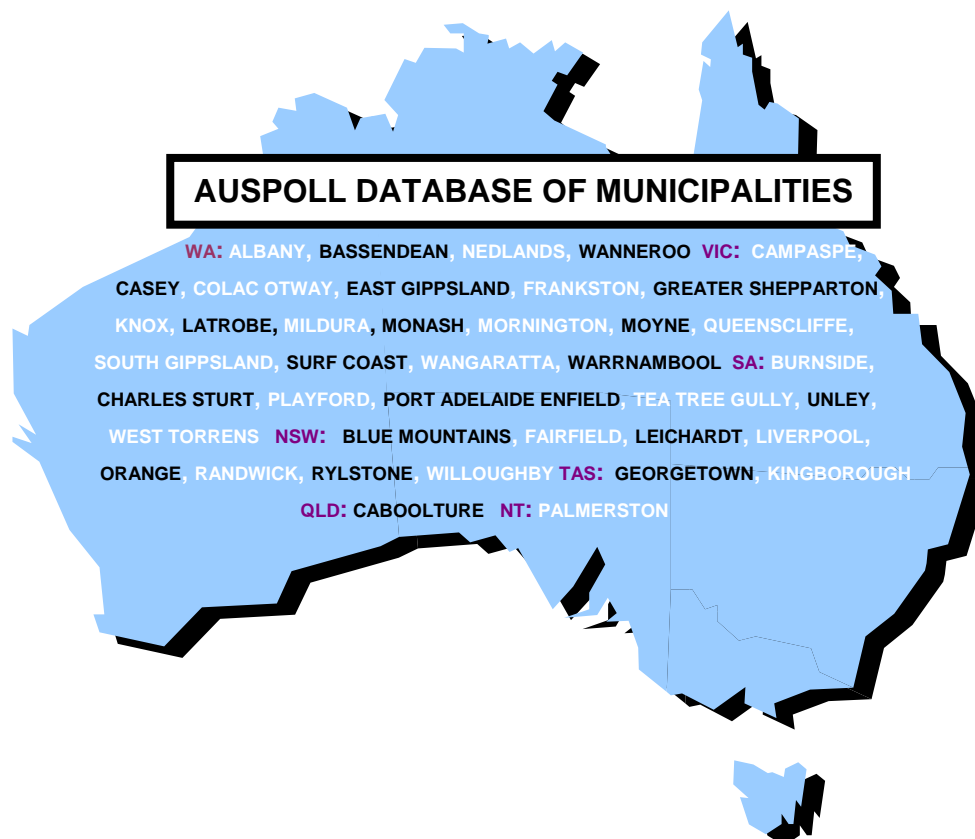 AUSPOLL DATABASE OF MUNICIPALITIES
WA: ALBANY, BASSENDEAN, NEDLANDS, WANNEROO VIC: CAMPASPE,
CASEY, COLAC OTWAY, EAST GIPPSLAND, FRANKSTON, GREATER SHEPPARTON,
KNOX, LATROBE, MILDURA, MONASH, MORNINGTON, MOYNE, QUEENSCLIFFE,
SOUTH GIPPSLAND, SURF COAST, WANGARATTA, WARRNAMBOOL SA: BURNSIDE,
CHARLES STURT, PLAYFORD, PORT ADELAIDE ENFIELD, TEA TREE GULLY, UNLEY,
WEST TORRENS NSW: BLUE MOUNTAINS, FAIRFIELD, LEICHARDT, LIVERPOOL,
ORANGE, RANDWICK, RYLSTONE, WILLOUGHBY TAS: GEORGETOWN, KINGBOROUGH
QLD: CABOOLTURE NT: PALMERSTON